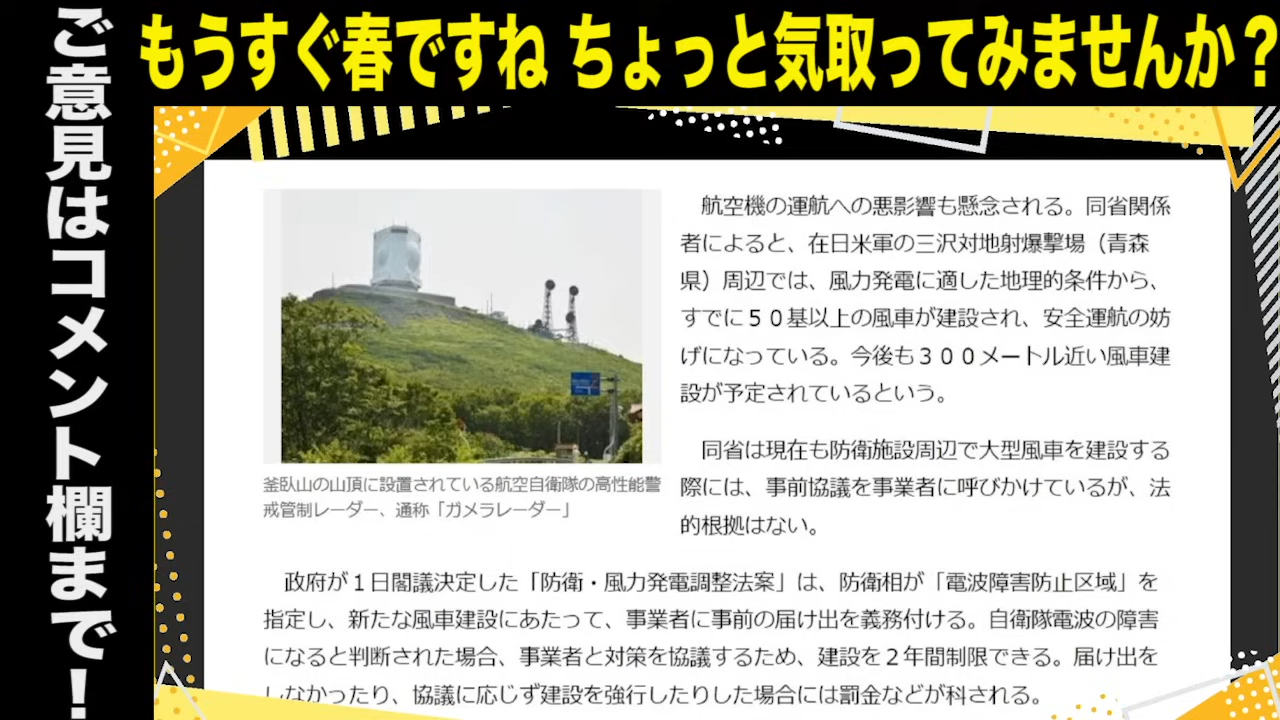 もうすぐ春ですね ちょっと気取ってみませんか？
ご意見はコメント欄まで！
航空機の運航への悪影響も懸念される。同省関係
者によると、在日米軍の三沢対地射爆撃場（青森
県）周辺では、風力発電に適した地理的条件から、
すでに５０基以上の風車が建設され、安全運航の妨
げになっている。今後も３００メートル近い風車建
設が予定されているという。
同省は現在も防衛施設周辺で大型風車を建設する
際には、事前協議を事業者に呼びかけているが、法
的根拠はない。
釜臥山の山頂に設置されている航空自衛隊の高性能警
戒管制レーダー、通称「ガメラレーダー」
政府が１日閣議決定した「防衛・風力発電調整法案」は、防衛相が「電波障害防止区域」を
指定し、新たな風車建設にあたって、事業者に事前の届け出を義務付ける。自衛隊電波の障害
になると判断された場合、事業者と対策を協議するため、建設を２年間制限できる。届け出を
しなかったり、協議に応じず建設を強行したりした場合には罰金などが科される。